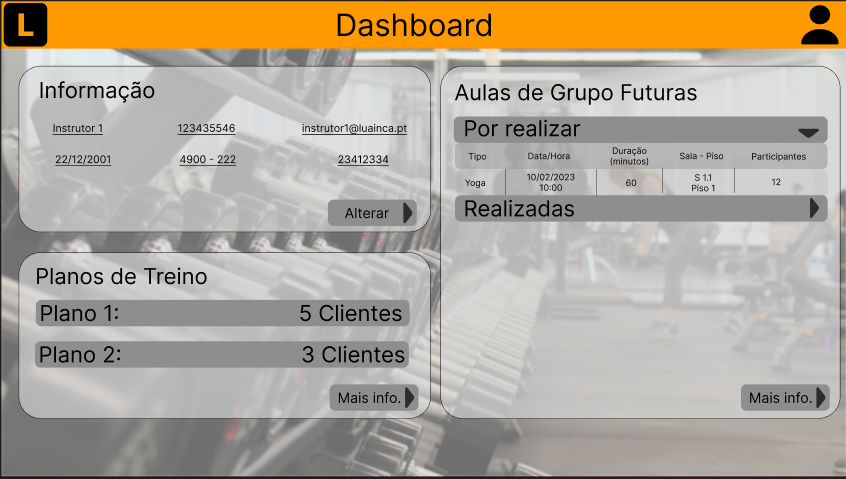 L
Dashboard
Informação
Instrutor 1 123435546 instrutor1@luainca.pt
22/12/2001 4900 - 222 23412334
Alterar
Planos de Treino
Plano 1: 5 Clientes
Plano 2: 3 Clientes
Mais info.
Aulas de Grupo Futuras
Por realizar
Tipo Data/Hora Duração (minutos) Sala - Piso Participantes
Yoga 10/02/2023 10:00 60 S 1.1 Piso 1 12
Realizadas
Mais info.